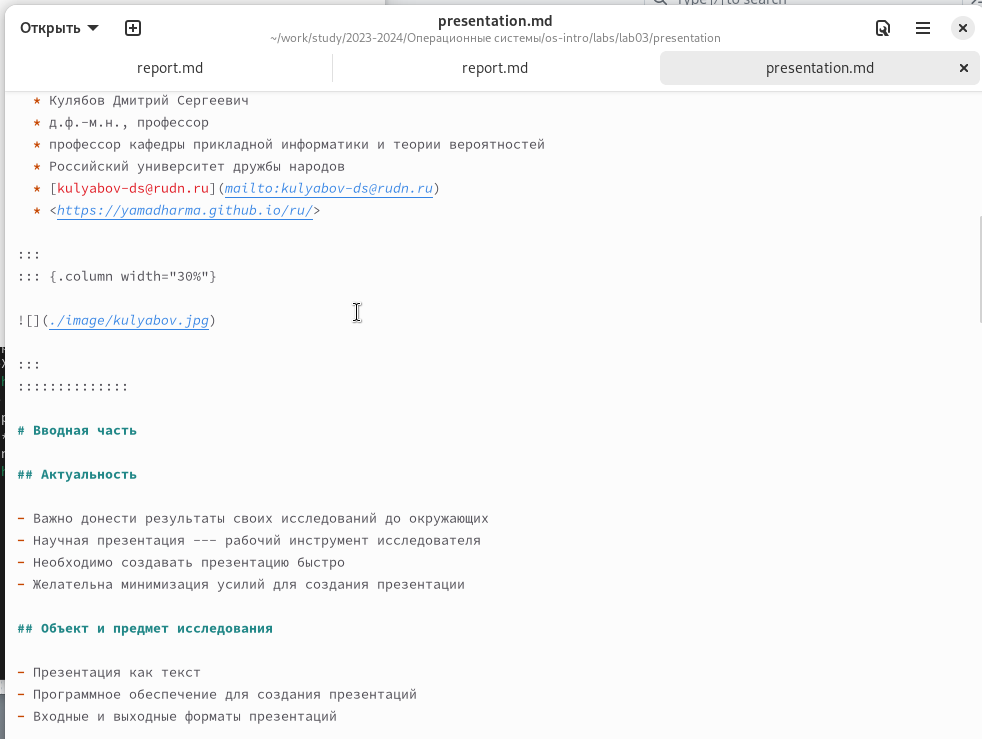 Type / to search
Открыть
presentation.md
~/work/study/2023-2024/Операционные системы/os-intro/labs/lab03/presentation
report.md
report.md
presentation.md
* Кулябов Дмитрий Сергеевич
* д.ф.-м.н., профессор
* профессор кафедры прикладной информатики и теории вероятностей
* Российский университет дружбы народов
* [kulyabov-ds@rudn.ru](mailto:kulyabov-ds@rudn.ru)
* <https://yamadharma.github.io/ru/>
:::
::: {.column width="30%"}
![](./image/kulyabov.jpg)
:::
::::::::::::::
# Вводная часть
## Актуальность
- Важно донести результаты своих исследований до окружающих
- Научная презентация --- рабочий инструмент исследователя
- Необходимо создавать презентацию быстро
- Желательна минимизация усилий для создания презентации
## Объект и предмет исследования
- Презентация как текст
- Программное обеспечение для создания презентаций
- Входные и выходные форматы презентаций